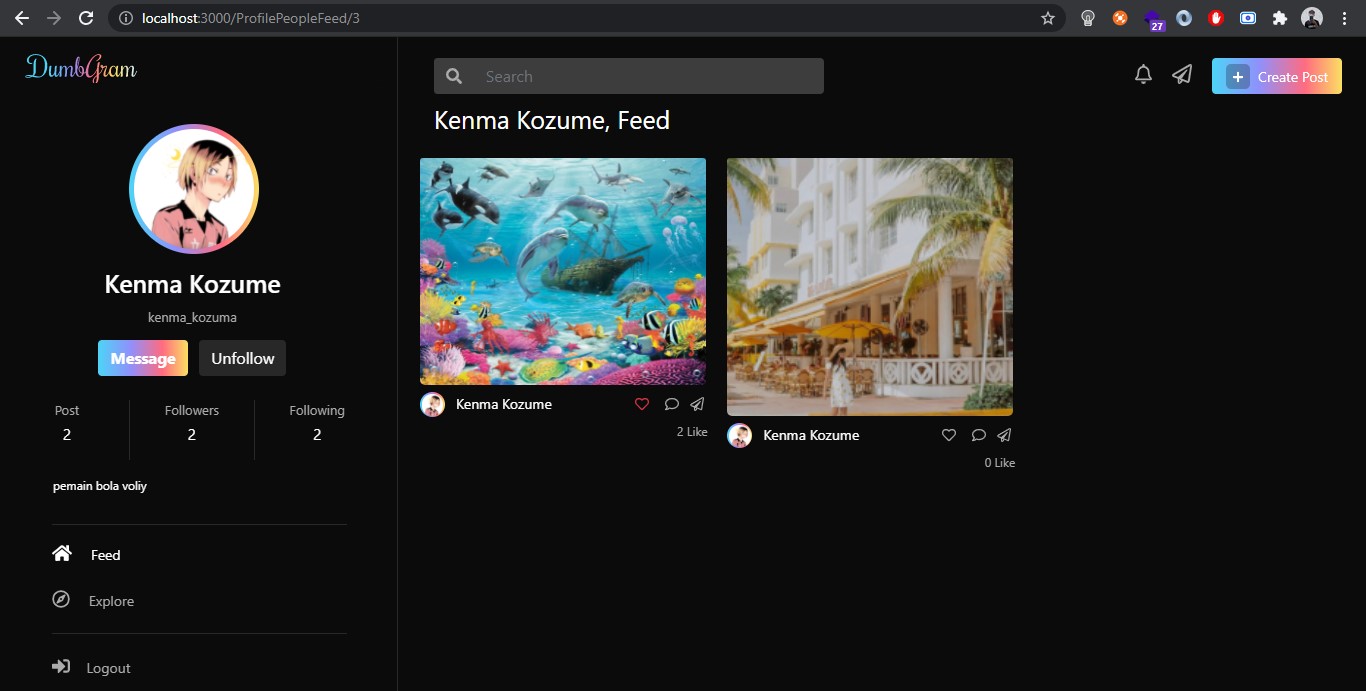 localhost:3000/ProfilePeopleFeed/3
27
DumbGram
Search
Create Post
Kenma Kozume, Feed
Kenma Kozume
kenma_kozuma
Message Unfollow
Post Followers Following
2 2 2
pemain bola voliy
Feed
Explore
Logout
Kenma Kozume
2 Like
Kenma Kozume
0 Like